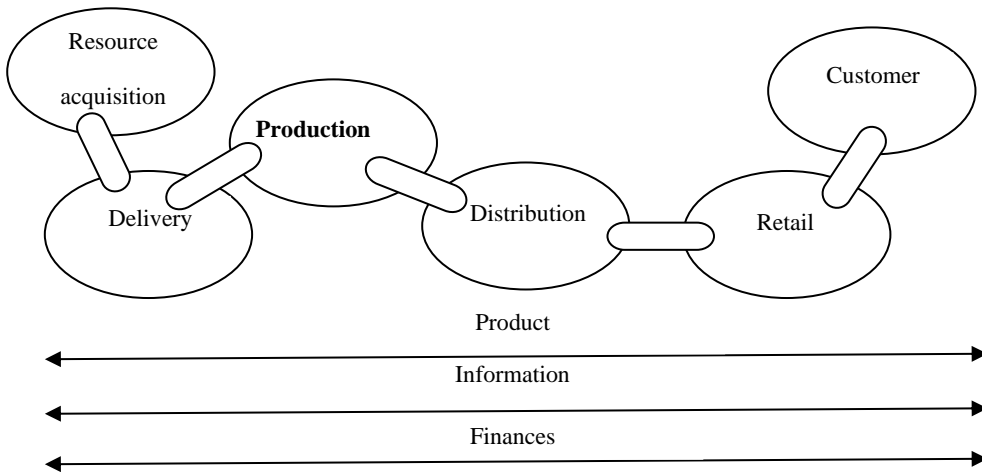 Resource
acquisition
Delivery
Production
Distribution
Retail
Customer
Product
Information
Finances